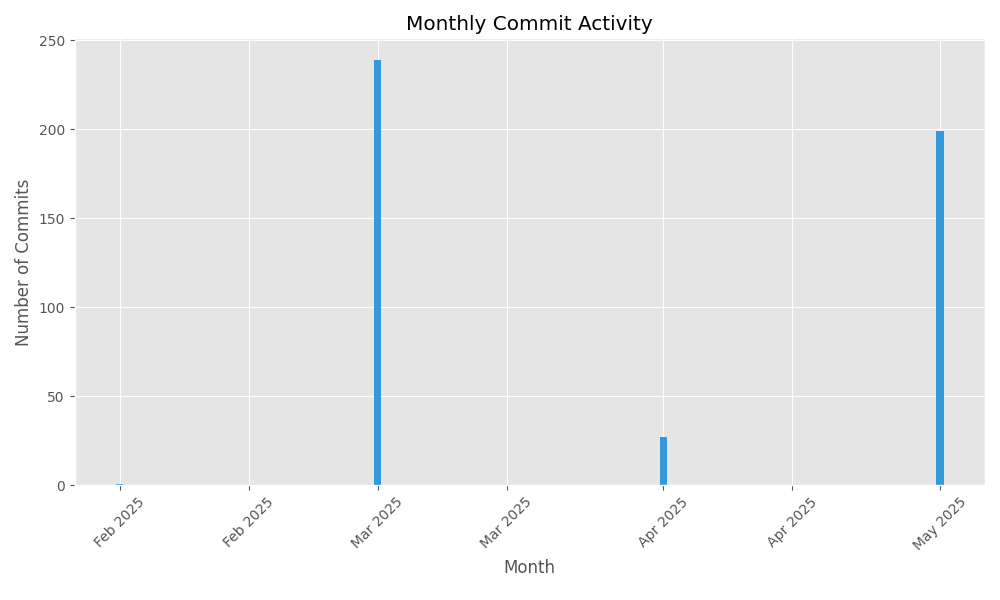 Monthly Commit Activity
Number of Commits
250
200
150
100
50
0
Feb 2025
Feb 2025
Mar 2025
Mar 2025
Apr 2025
Apr 2025
May 2025
Month